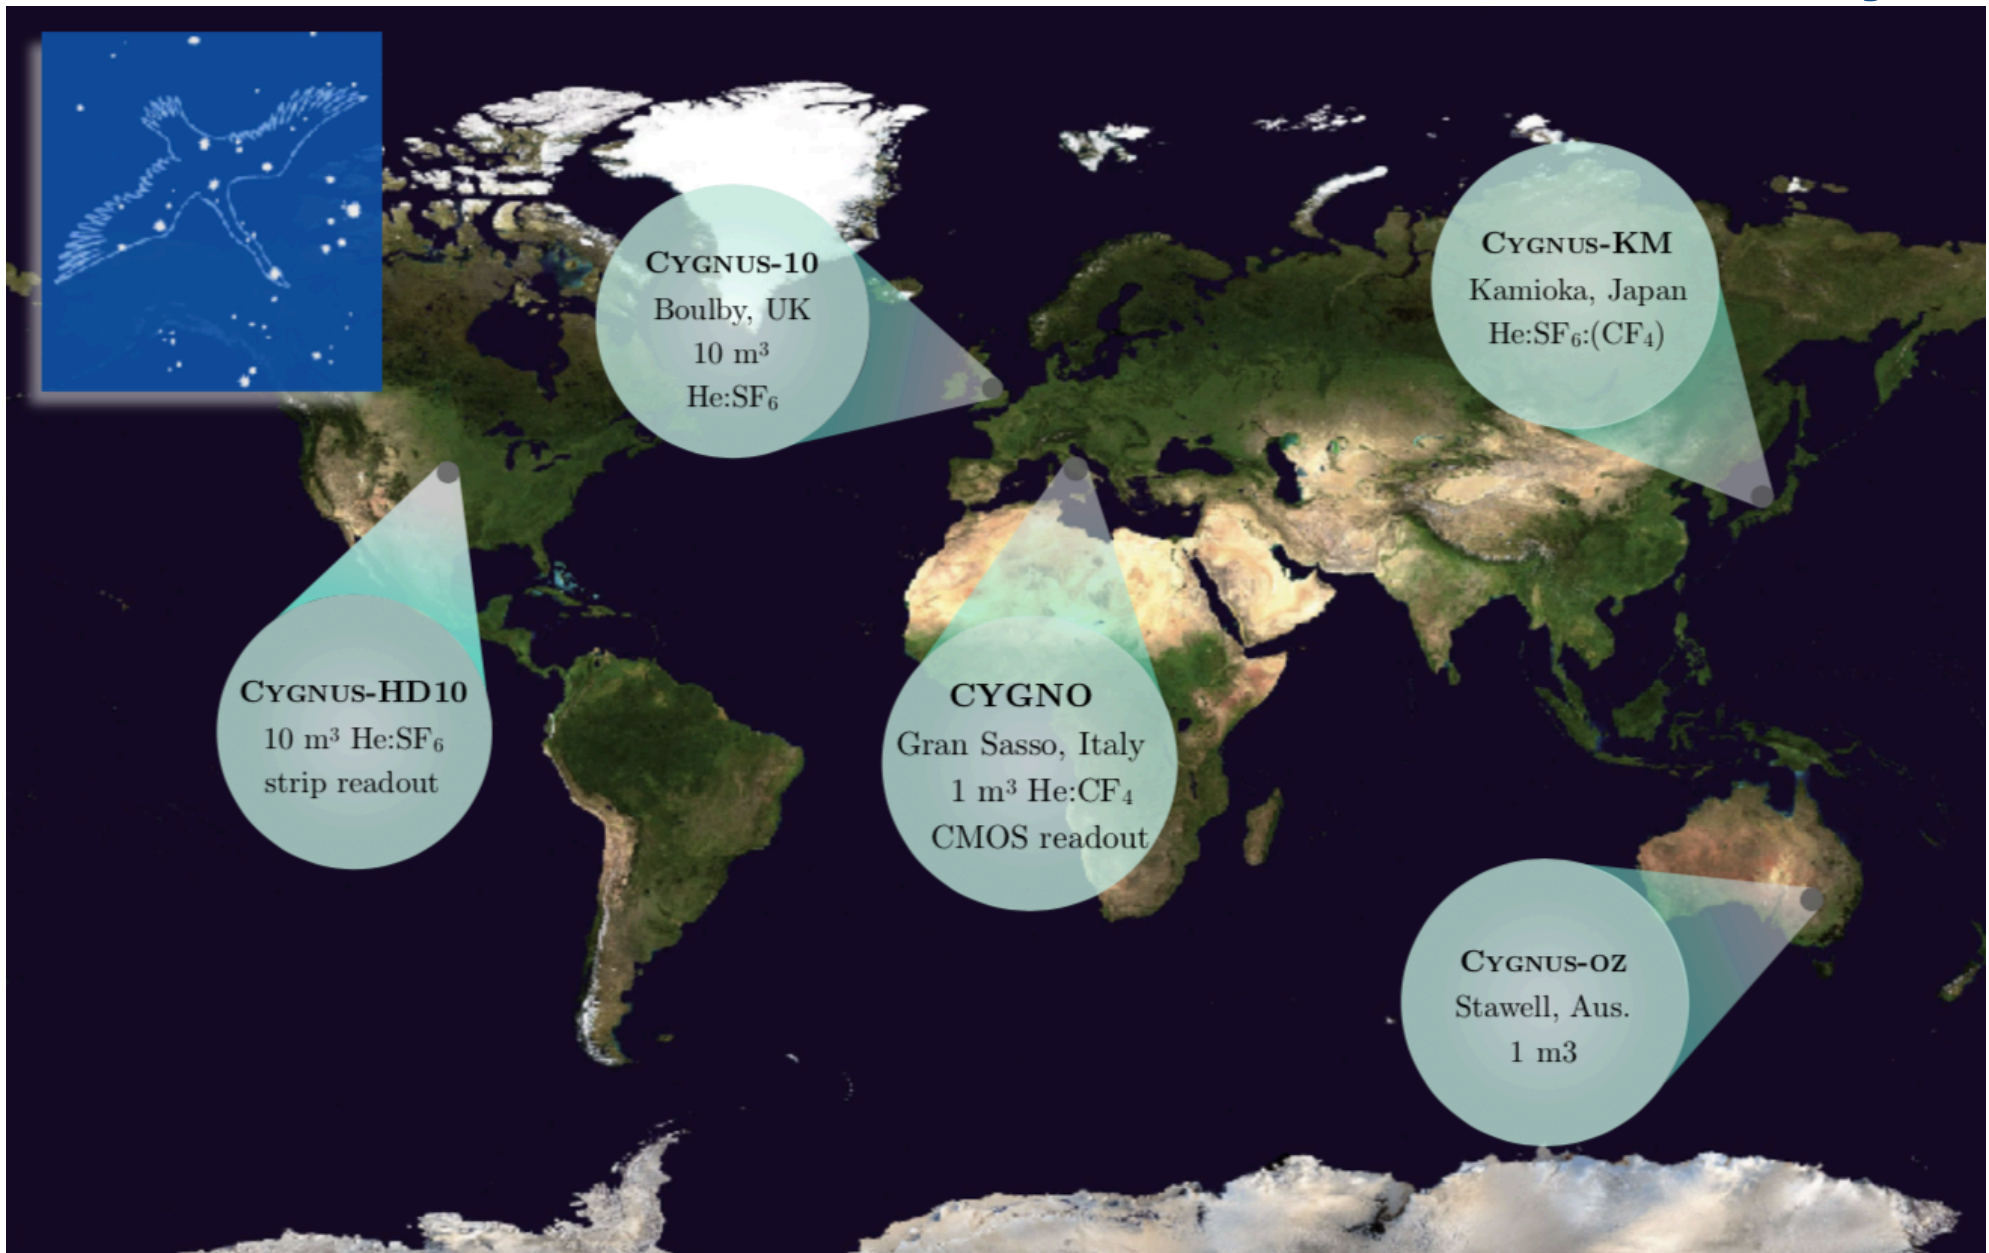 CYGNUS-10
Boulby, UK
10 m³
He:SF₆
CYGNUS-KM
Kamioka, Japan
He:SF₆:(CF₄)
CYGNUS-HD10
10 m³ He:SF₆
strip readout
CYGNO
Gran Sasso, Italy
1 m³ He:CF₄
CMOS readout
CYGNUS-OZ
Stawell, Aus.
1 m3